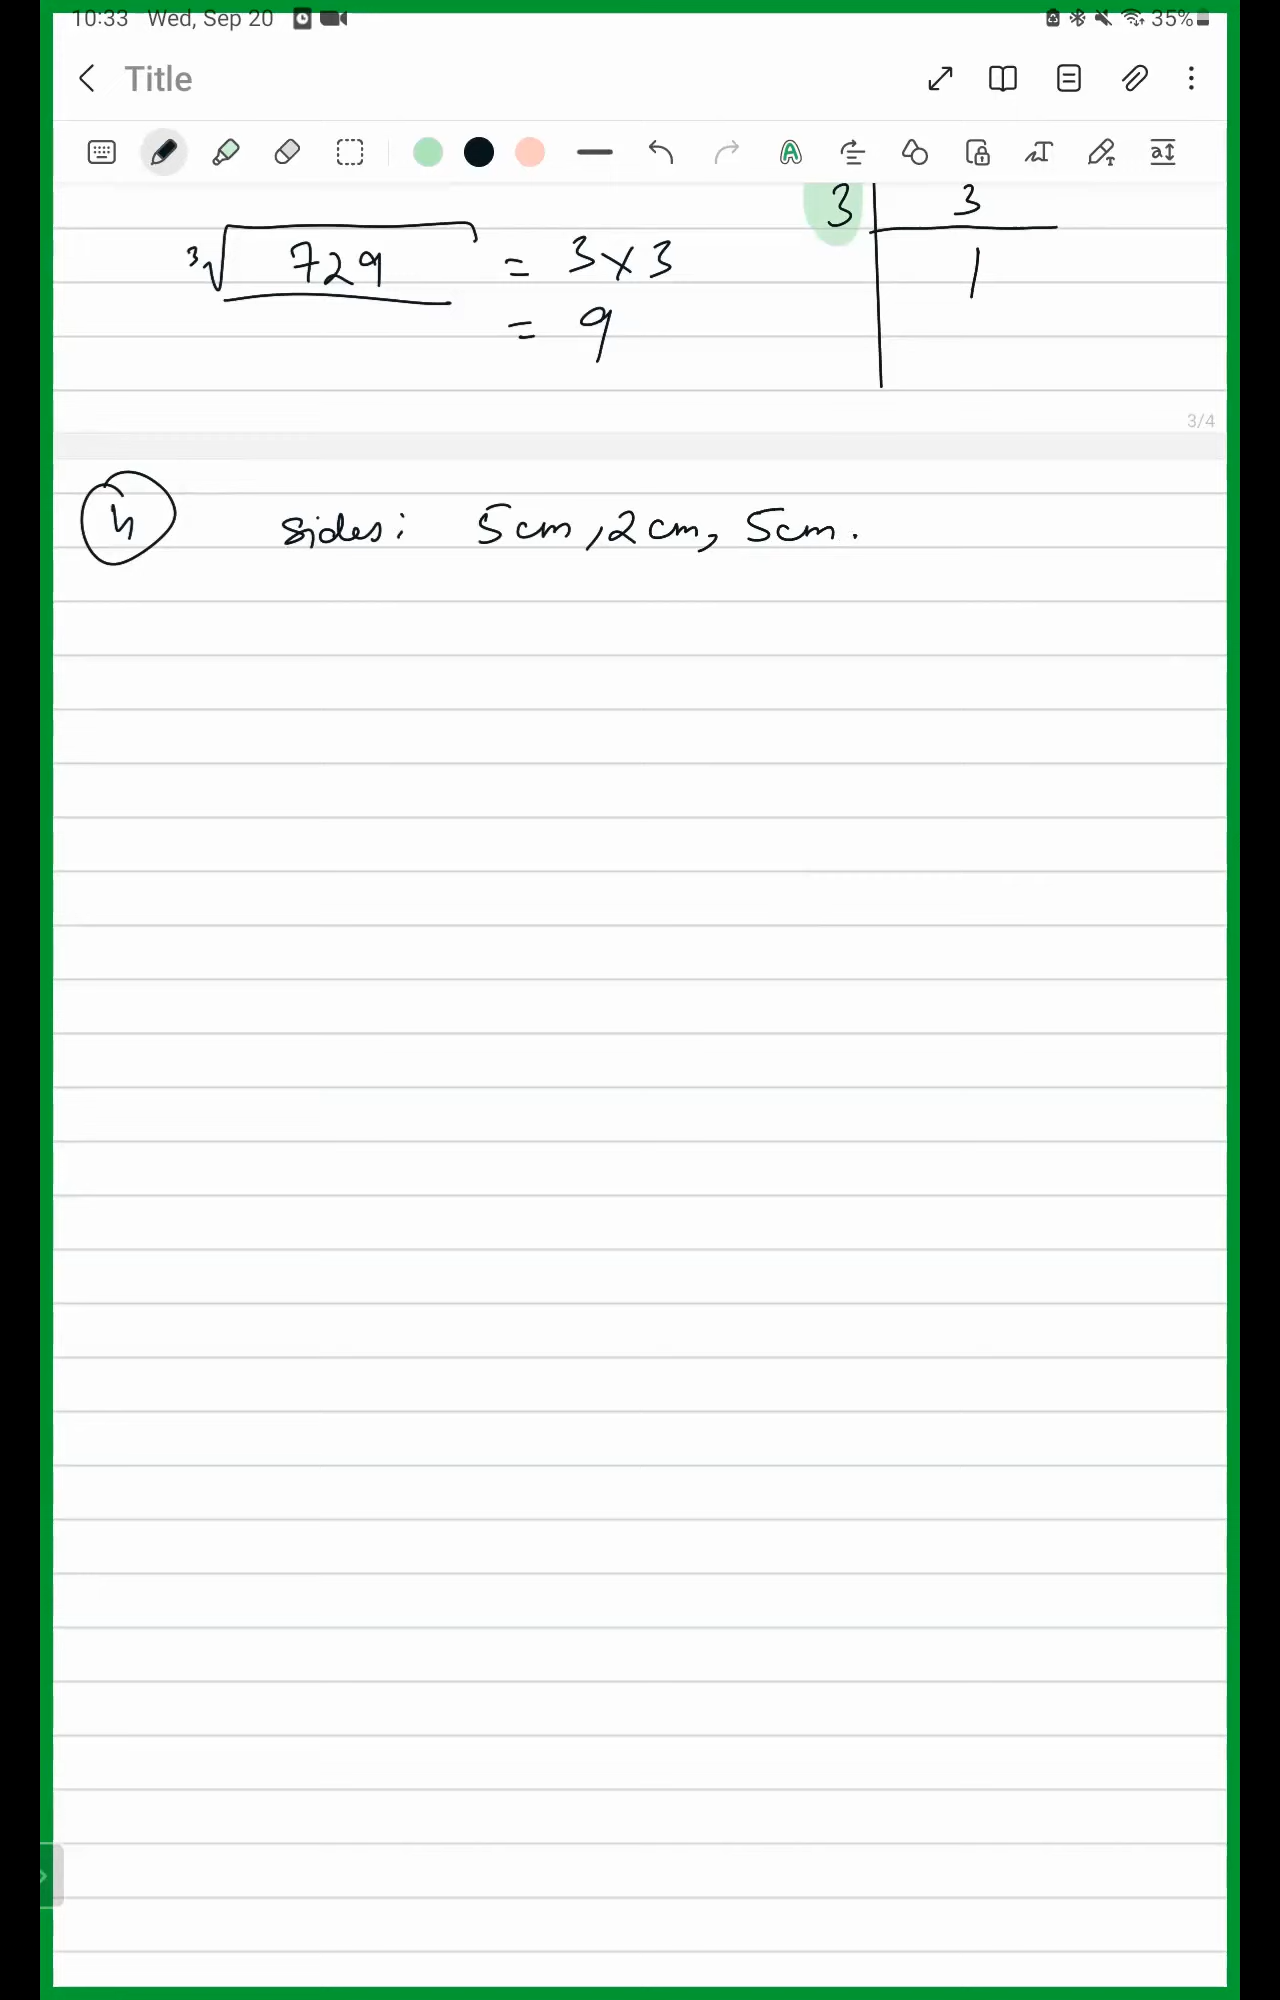 10:33 Wed, Sep 20 35%
Title
3 3
∛729 = 3×3 1
= 9
3/4
4 sides: 5cm, 2cm, 5cm.